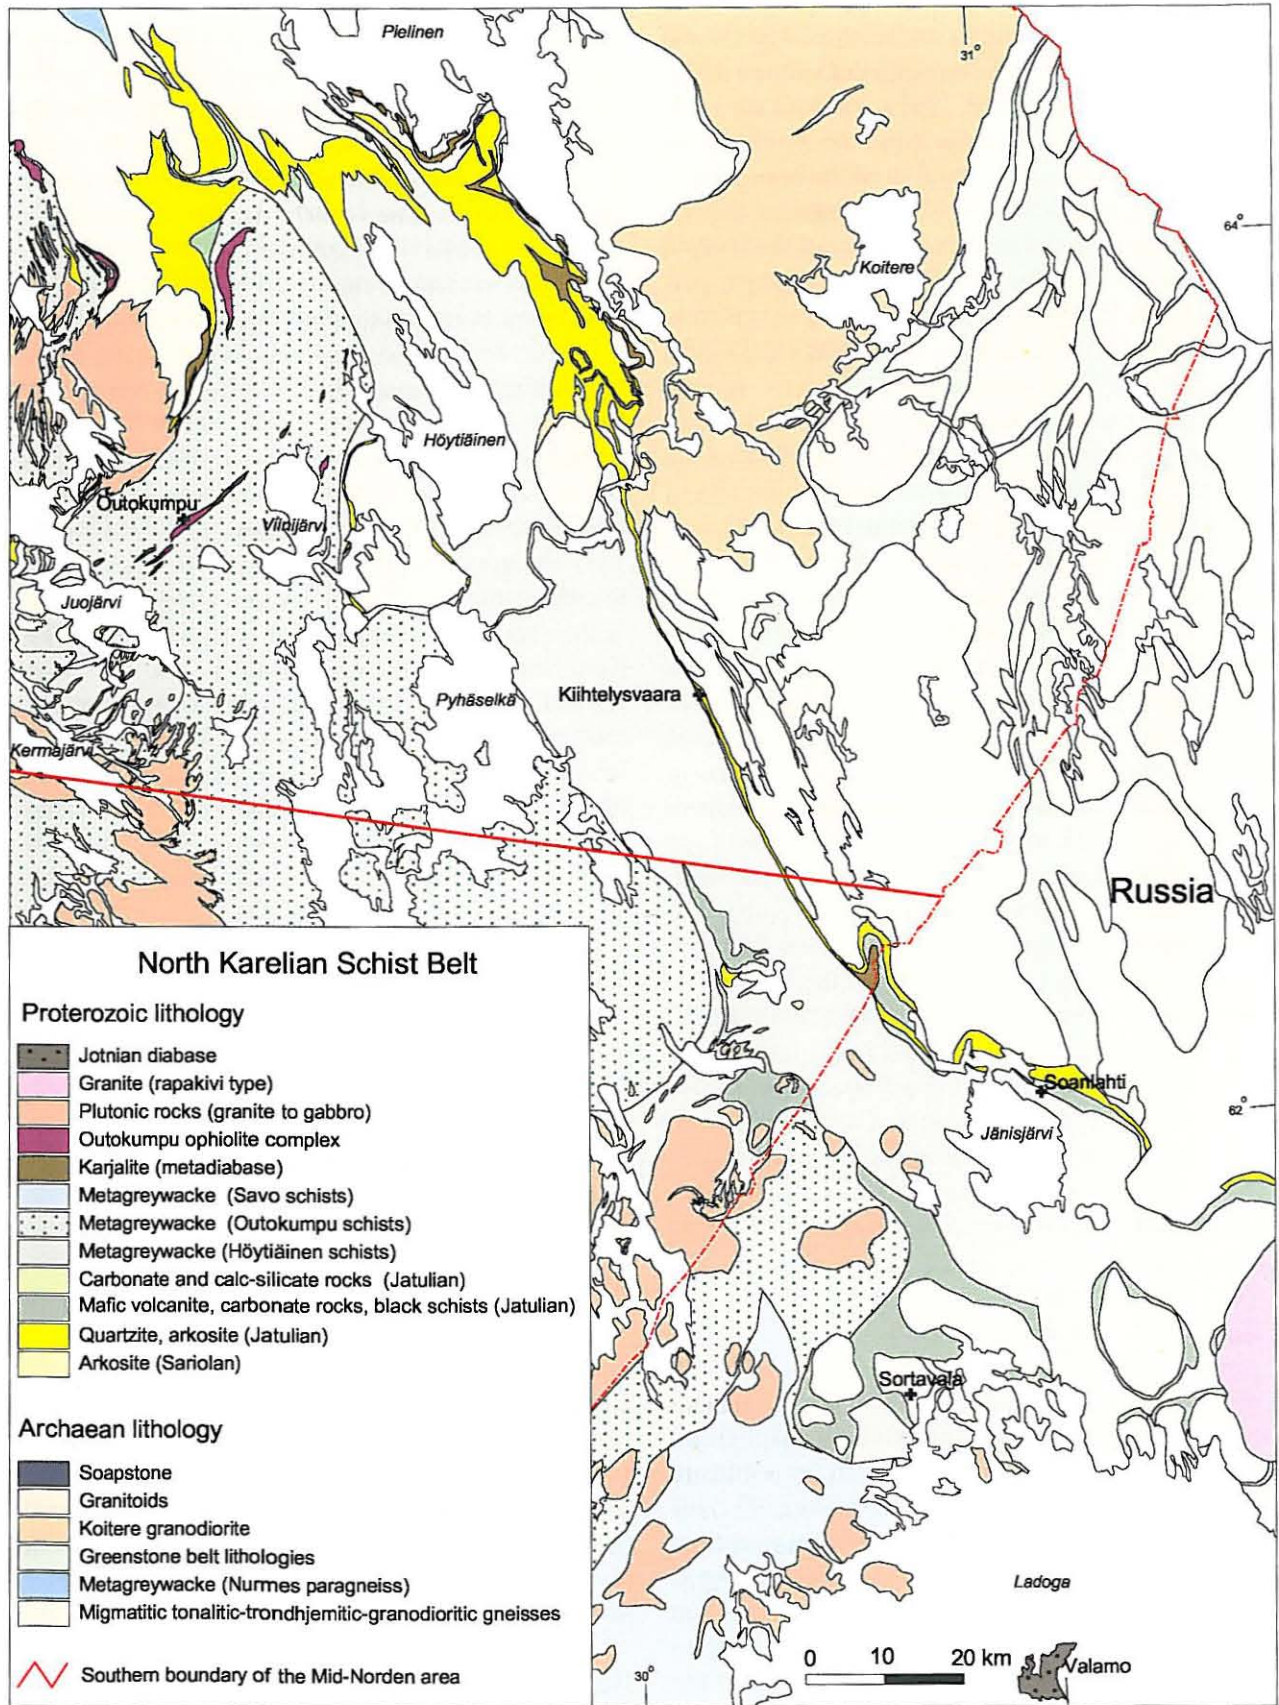 Pielinen
31°
64°
Koitere
Höytiäinen
Outokumpu
Viinijärvi
Juojärvi
Pyhäselkä
Kiihtelysvaara
Kermajärvi
Russia
Soanlahti
62°
Jänisjärvi
Sortavala
Ladoga
30°
0 10 20 km
Valamo
North Karelian Schist Belt
Proterozoic lithology
Jotnian diabase
Granite (rapakivi type)
Plutonic rocks (granite to gabbro)
Outokumpu ophiolite complex
Karjalite (metadiabase)
Metagreywacke (Savo schists)
Metagreywacke (Outokumpu schists)
Metagreywacke (Höytiäinen schists)
Carbonate and calc-silicate rocks (Jatulian)
Mafic volcanite, carbonate rocks, black schists (Jatulian)
Quartzite, arkosite (Jatulian)
Arkosite (Sariolan)
Archaean lithology
Soapstone
Granitoids
Koitere granodiorite
Greenstone belt lithologies
Metagreywacke (Nurmes paragneiss)
Migmatitic tonalitic-trondhjemitic-granodioritic gneisses
Southern boundary of the Mid-Norden area